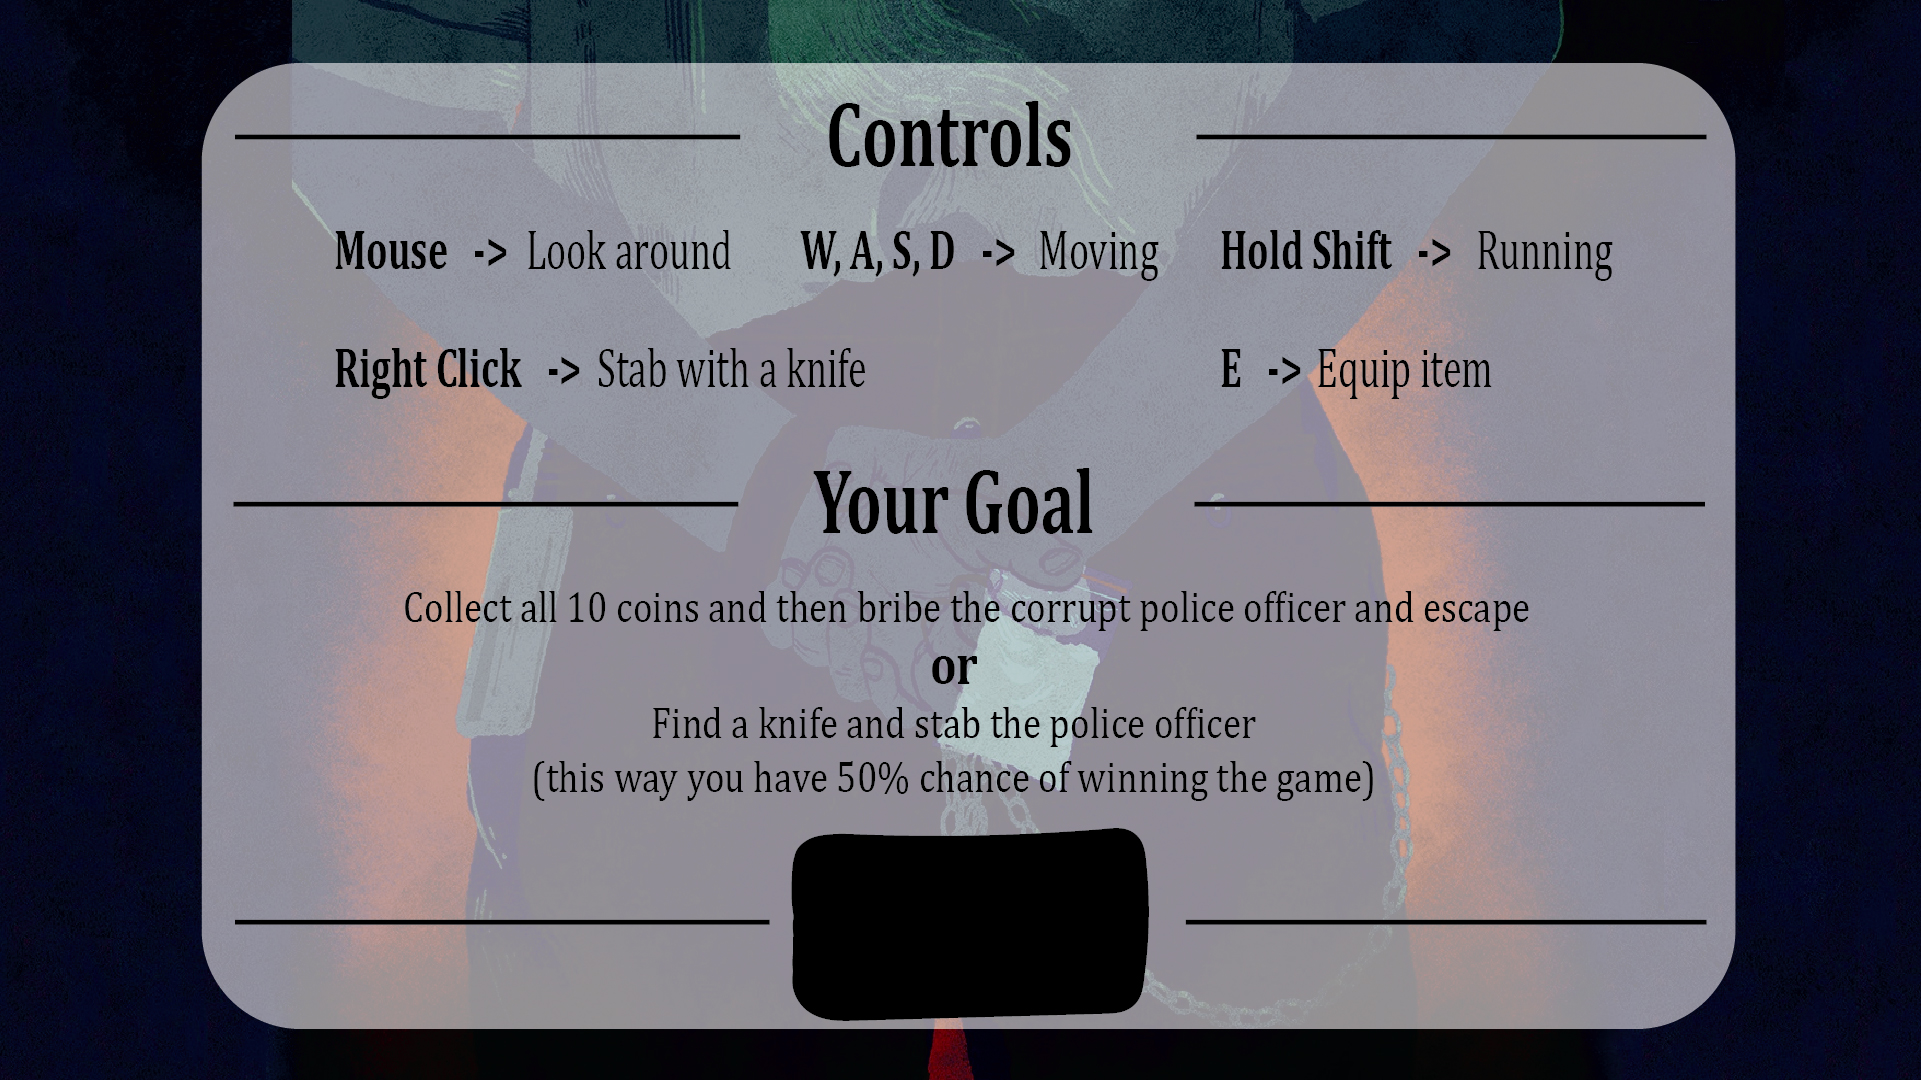 Controls
Mouse -> Look around W, A, S, D -> Moving Hold Shift -> Running
Right Click -> Stab with a knife E -> Equip item
Your Goal
Collect all 10 coins and then bribe the corrupt police officer and escape
or
Find a knife and stab the police officer
(this way you have 50% chance of winning the game)